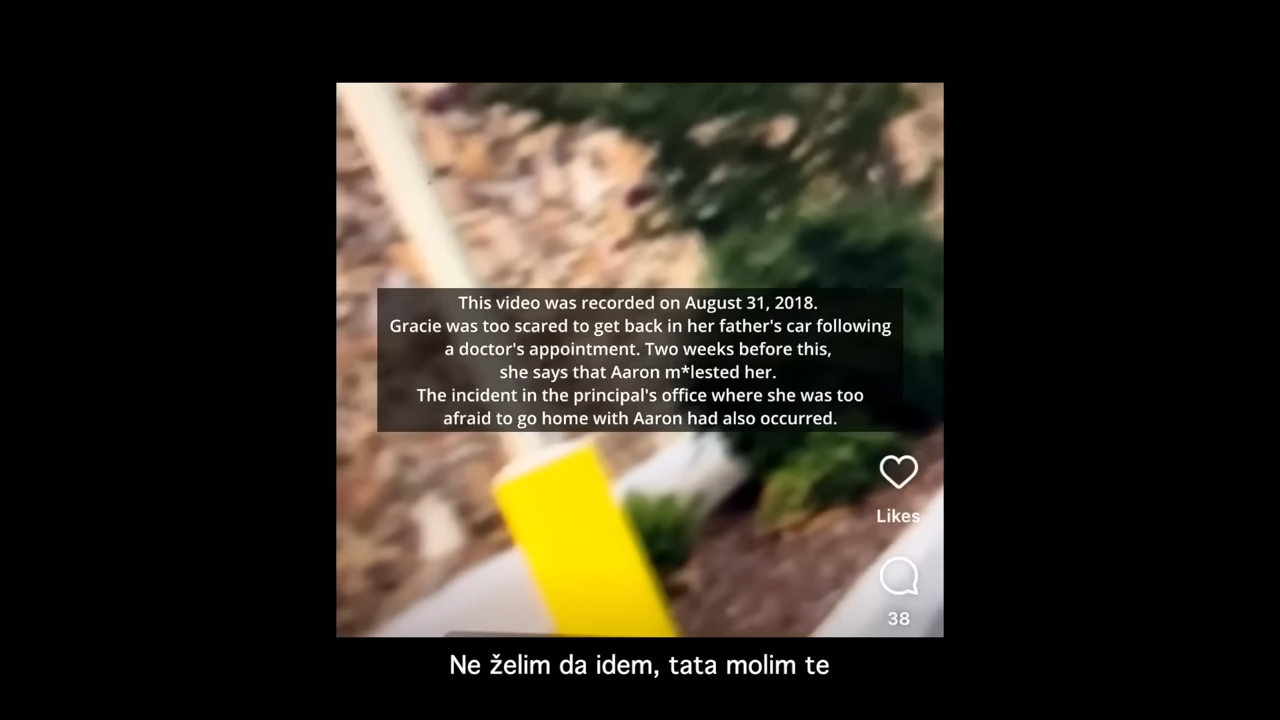 This video was recorded on August 31, 2018.
Gracie was too scared to get back in her father's car following
a doctor's appointment. Two weeks before this,
she says that Aaron m*lested her.
The incident in the principal's office where she was too
afraid to go home with Aaron had also occurred.
Likes
38
Ne želim da idem, tata molim te